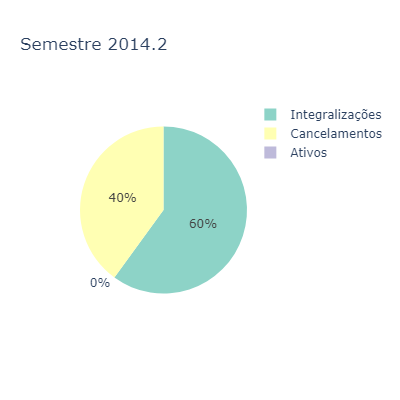 Semestre 2014.2
Integralizações
Cancelamentos
Ativos
40%
60%
0%